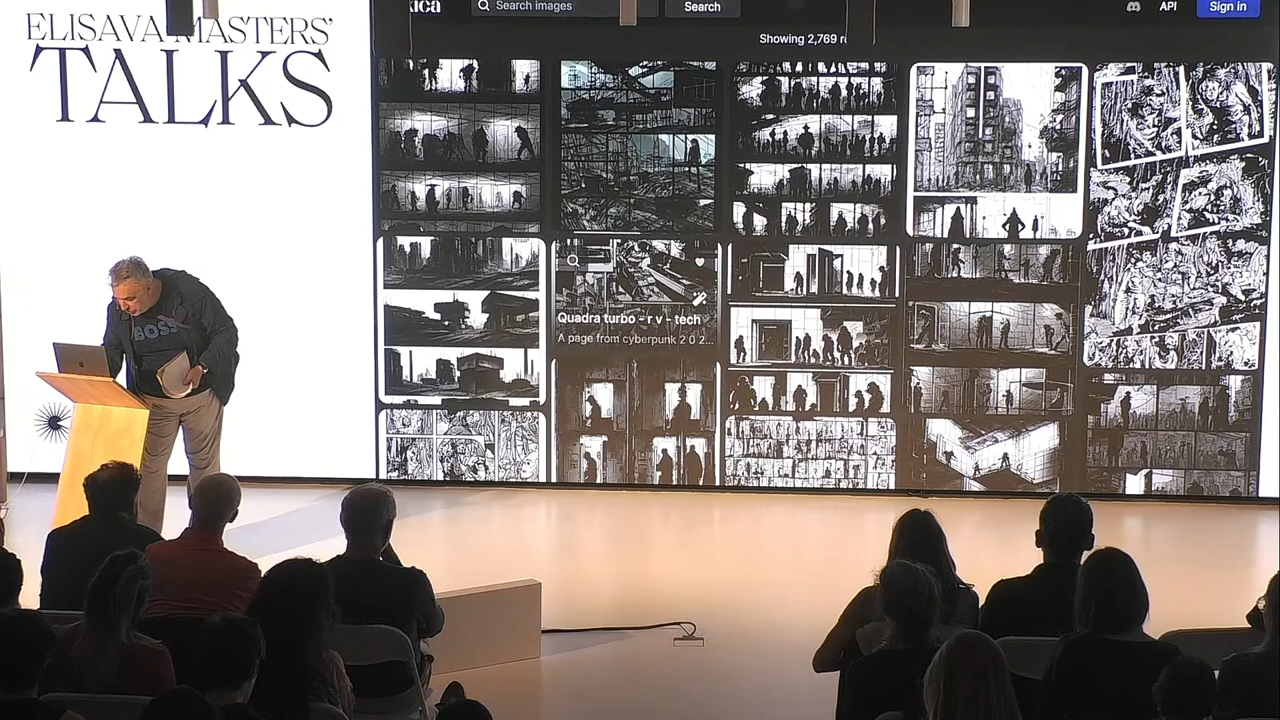 ELISAVA MASTERS'
TALKS
Search images
Search
API
Sign in
Showing 2,769
Quadra turbo - r v - tech
A page from cyberpunk 2 0 2...
BOSS